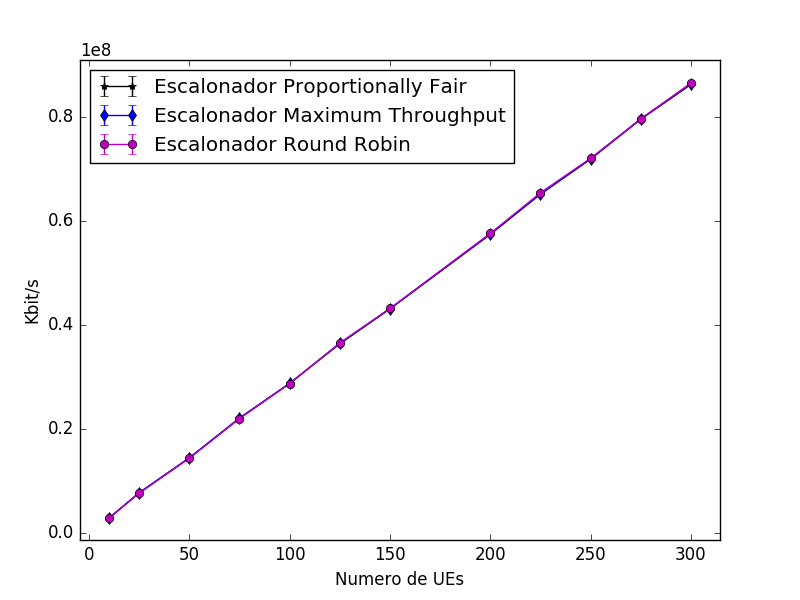 1e8
Escalonador Proportionally Fair
Escalonador Maximum Throughput
Escalonador Round Robin
0.8
0.6
0.4
0.2
0.0
Kbit/s
0 50 100 150 200 250 300
Numero de UEs